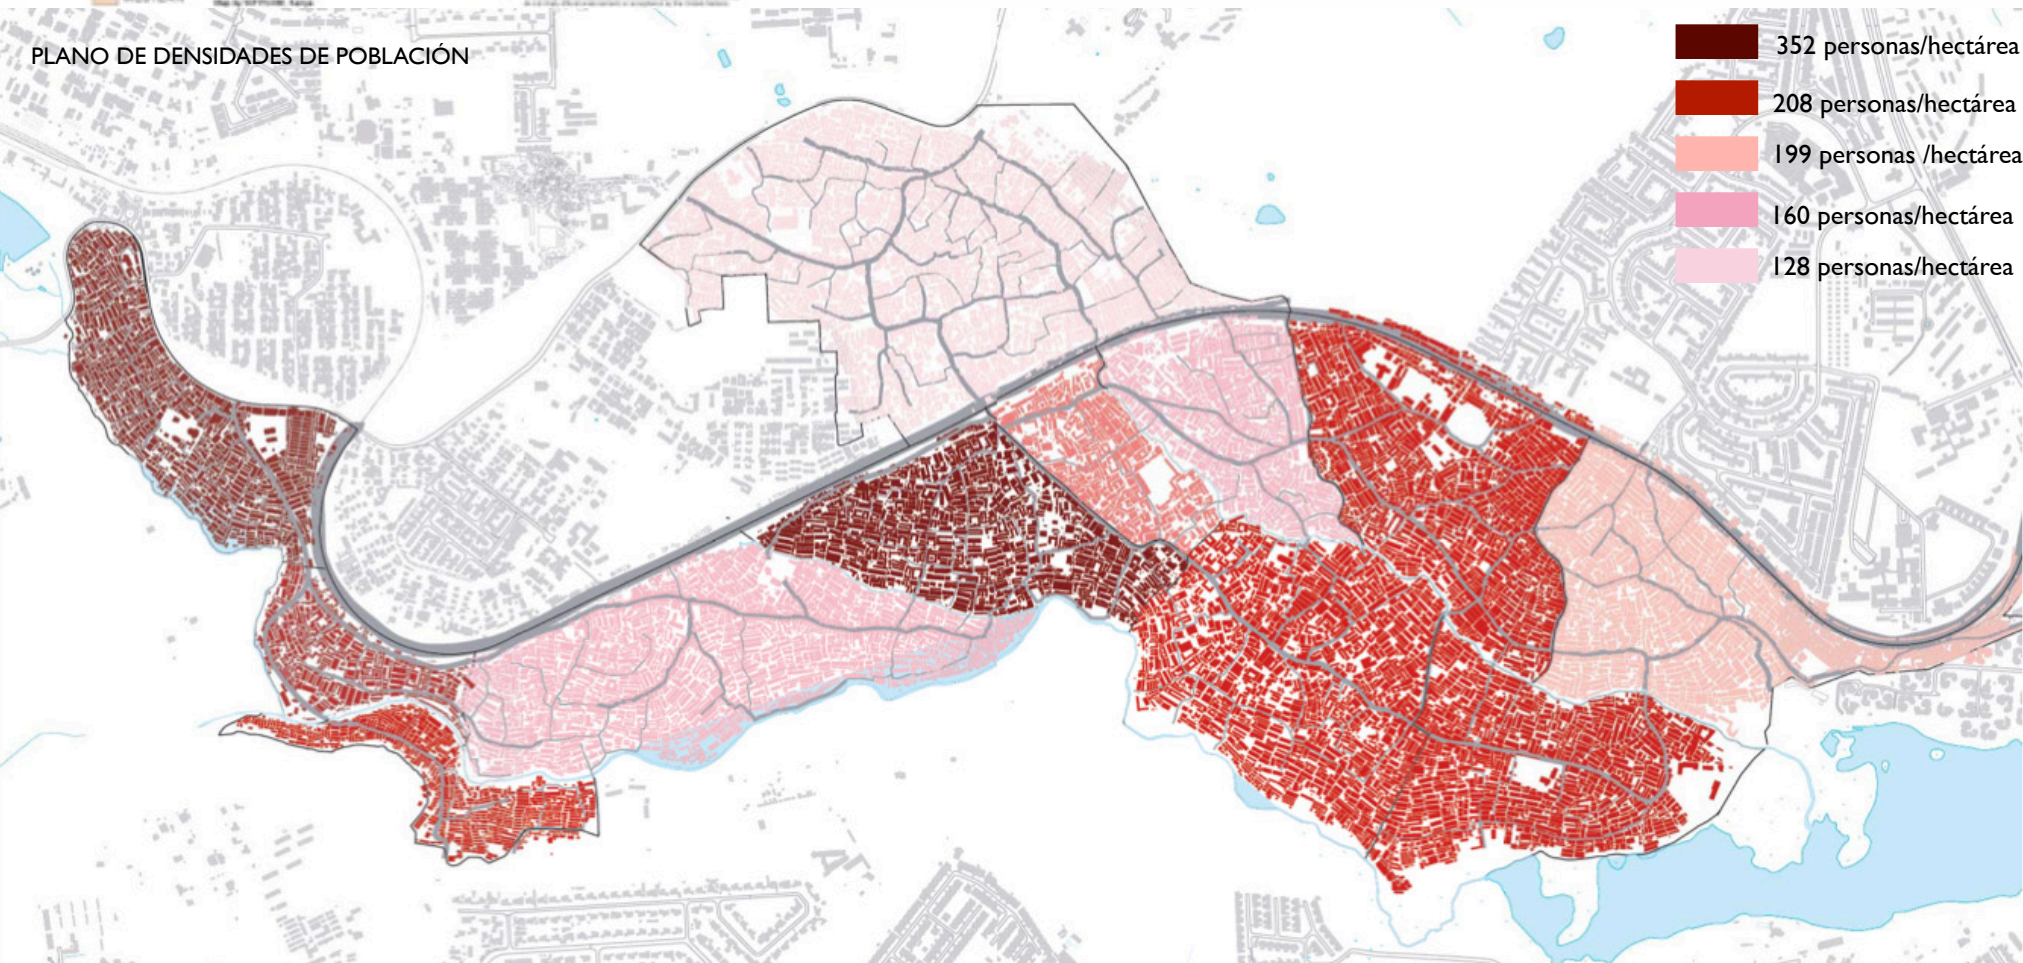 PLANO DE DENSIDADES DE POBLACIÓN
352 personas/hectárea
208 personas/hectárea
199 personas /hectárea
160 personas/hectárea
128 personas/hectárea